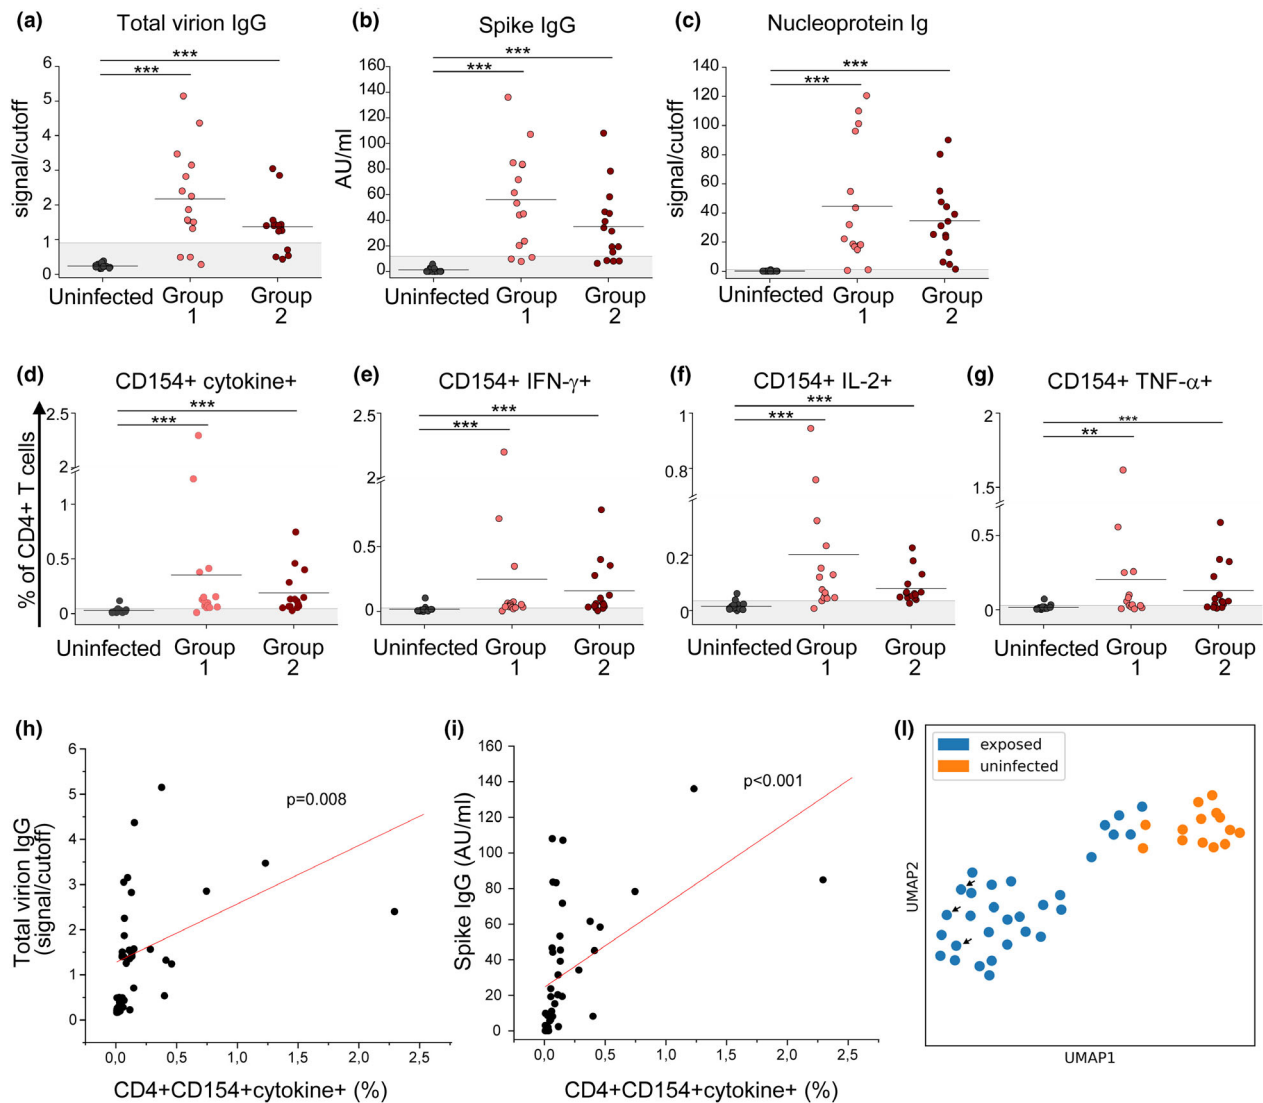 (a) Total virion IgG
***
***
signal/cutoff
6
5
4
3
2
1
0
Uninfected Group 1 Group 2
(b) Spike IgG
***
***
AU/ml
160
140
120
100
80
60
40
20
0
Uninfected Group 1 Group 2
(c) Nucleoprotein Ig
***
***
signal/cutoff
140
120
100
80
60
40
20
0
Uninfected Group 1 Group 2
% of CD4+ T cells
(d) CD154+ cytokine+
***
***
2.5
2
1
0.5
0
Uninfected Group 1 Group 2
(e) CD154+ IFN-γ+
***
***
2.5
2
0.5
0
Uninfected Group 1 Group 2
(f) CD154+ IL-2+
***
***
1
0.8
0.2
0
Uninfected Group 1 Group 2
(g) CD154+ TNF-α+
***
**
2
1.5
0.5
0
Uninfected Group 1 Group 2
(h)
p=0.008
Total virion IgG
(signal/cutoff)
6
5
4
3
2
1
0
0,0 0,5 1,0 1,5 2,0 2,5
CD4+CD154+cytokine+ (%)
(i)
p<0.001
Spike IgG (AU/ml)
160
140
120
100
80
60
40
20
0
0,0 0,5 1,0 1,5 2,0 2,5
CD4+CD154+cytokine+ (%)
(l)
exposed
uninfected
UMAP2
UMAP1